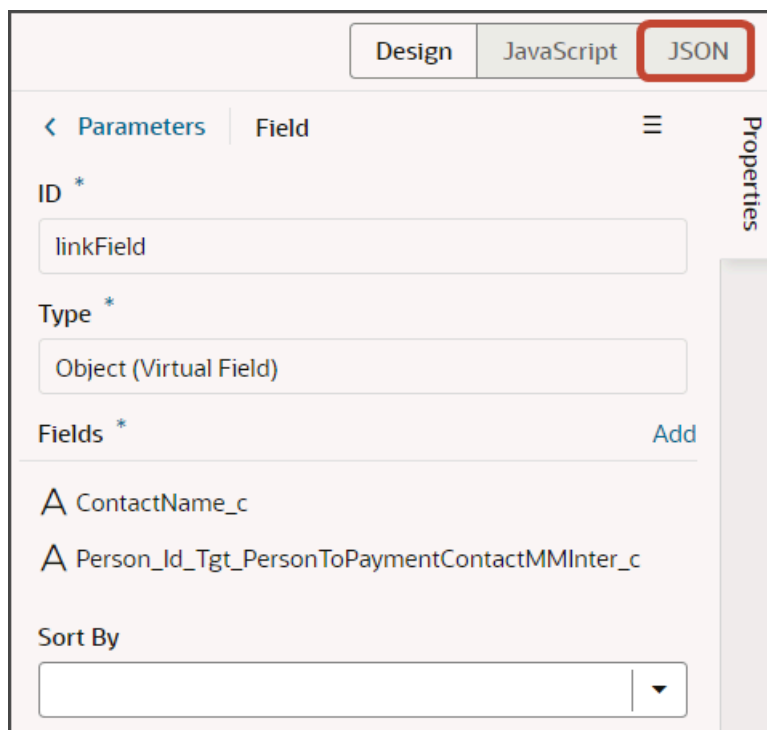 Design JavaScript JSON
Parameters Field
Properties
ID *
linkField
Type *
Object (Virtual Field)
Fields * Add
A ContactName_c
A Person_Id_Tgt_PersonToPaymentContactMMInter_c
Sort By